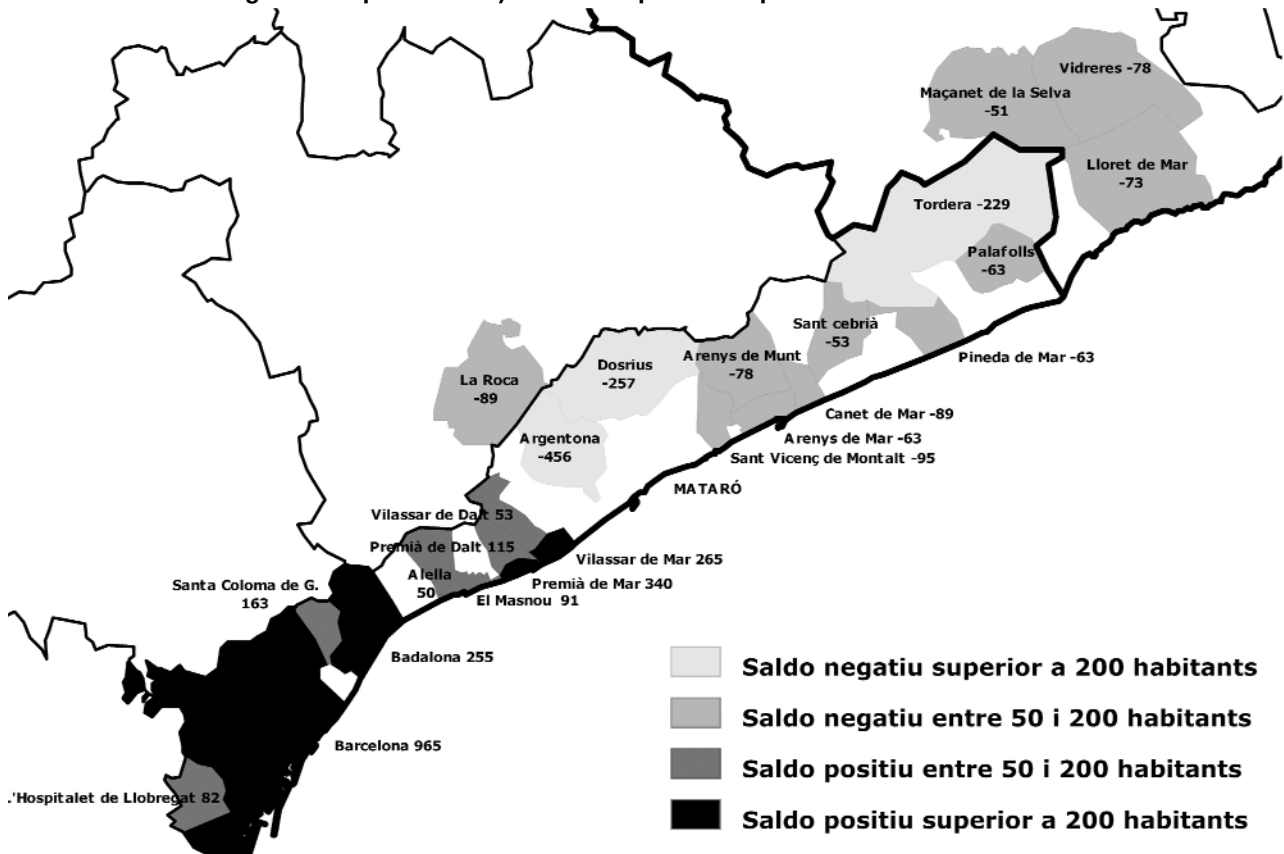 Vidreres -78
Maçanet de la Selva
-51
Lloret de Mar
-73
Tordera -229
Palafolls
-63
Sant cebrià
-53
Pineda de Mar -63
Arenys de Munt
-78
Dosrius
-257
La Roca
-89
Canet de Mar -89
Argentona
-456
Arenys de Mar -63
Sant Vicenç de Montalt -95
MATARÓ
Vilassar de Dalt 53
Premià de Dalt 115
Vilassar de Mar 265
Alella
50
Premià de Mar 340
El Masnou 91
Santa Coloma de G.
163
Badalona 255
Barcelona 965
.'Hospitalet de Llobregat 82
Saldo negatiu superior a 200 habitants
Saldo negatiu entre 50 i 200 habitants
Saldo positiu entre 50 i 200 habitants
Saldo positiu superior a 200 habitants